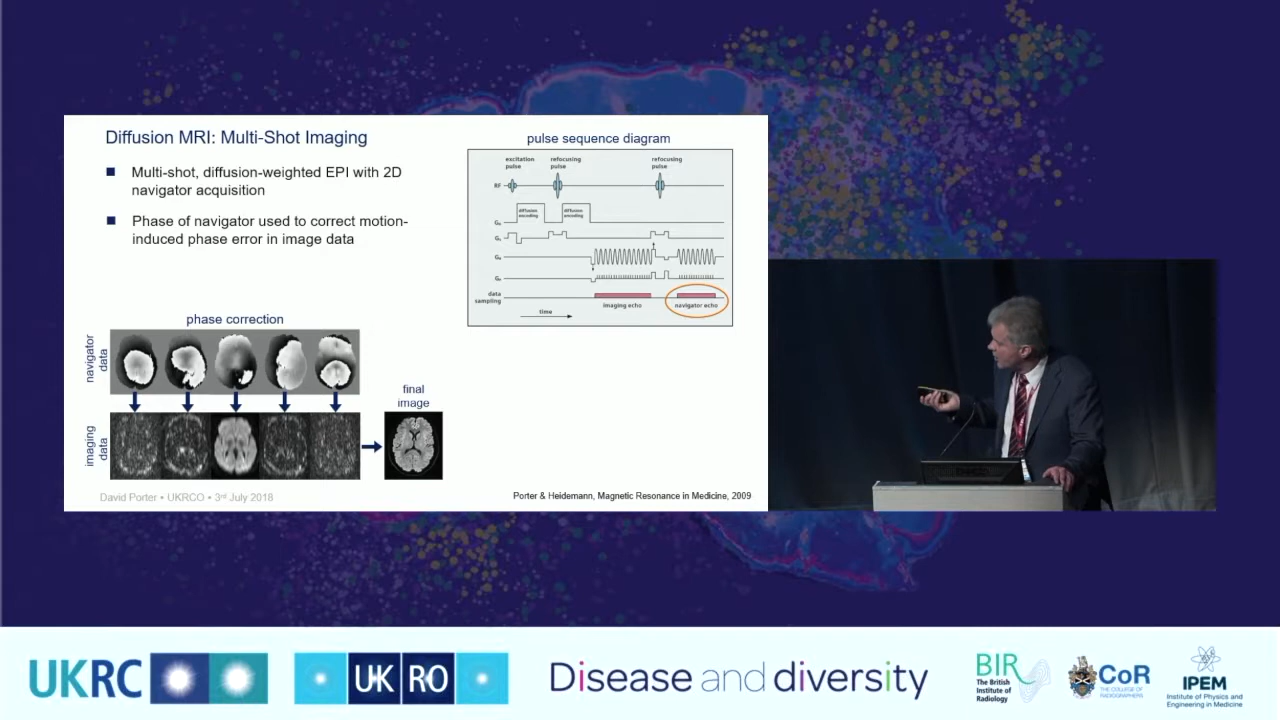 Diffusion MRI: Multi-Shot Imaging
Multi-shot, diffusion-weighted EPI with 2D
navigator acquisition
Phase of navigator used to correct motion-
induced phase error in image data
pulse sequence diagram
excitation
pulse
refocusing
pulse
refocusing
pulse
RF
diffusion
encoding
diffusion
encoding
data
sampling
imaging echo
navigator echo
time
phase correction
navigator
data
imaging
data
final
image
David Porter • UKRCO • 3rd July 2018
Porter & Heidemann, Magnetic Resonance in Medicine, 2009
UKRC
UK RO
Disease and diversity
BIR
The British
Institute of
Radiology
CoR
THE COLLEGE OF
RADIOGRAPHERS
IPEM
Institute of Physics and
Engineering in Medicine